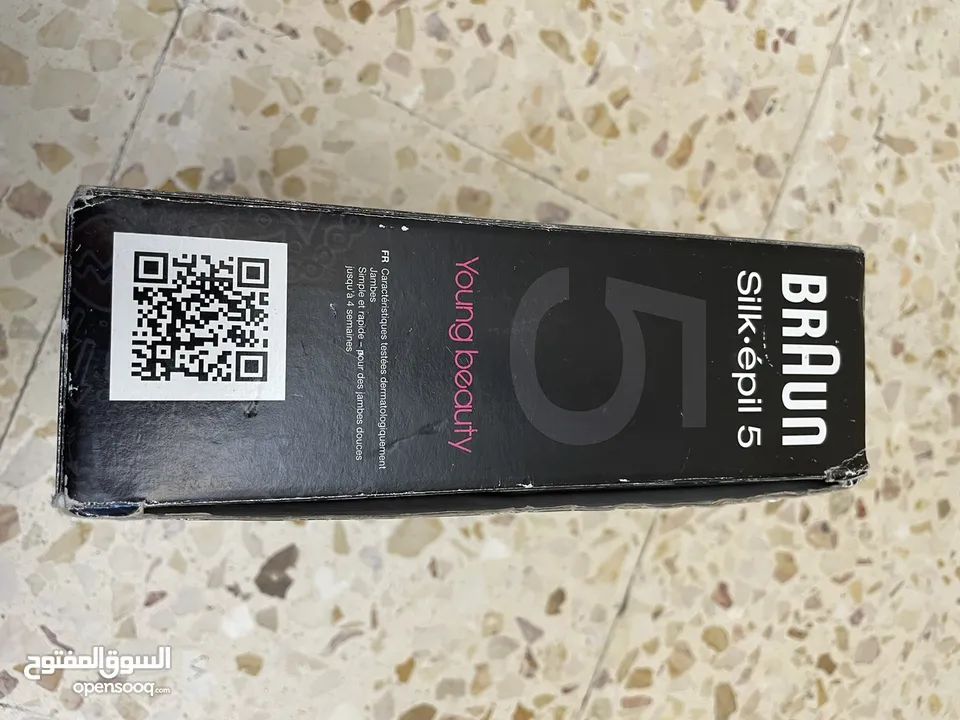 BRAUN
Silk·épil 5
5
Young beauty
FR Caractéristiques testées dermatologiquement
Jambes
Simple et rapide – pour des jambes douces
jusqu'à 4 semaines
السوق المفتوح
opensooq.com